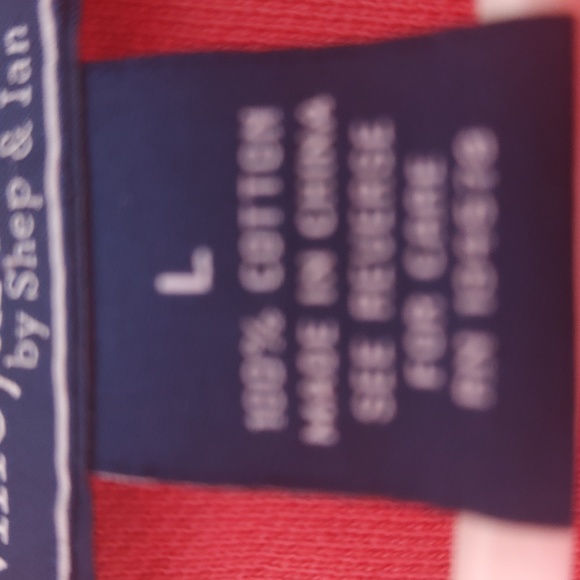 by Shep & Ian
L
100% COTTON
MADE IN CHINA
SEE REVERSE
FOR CARE
RN